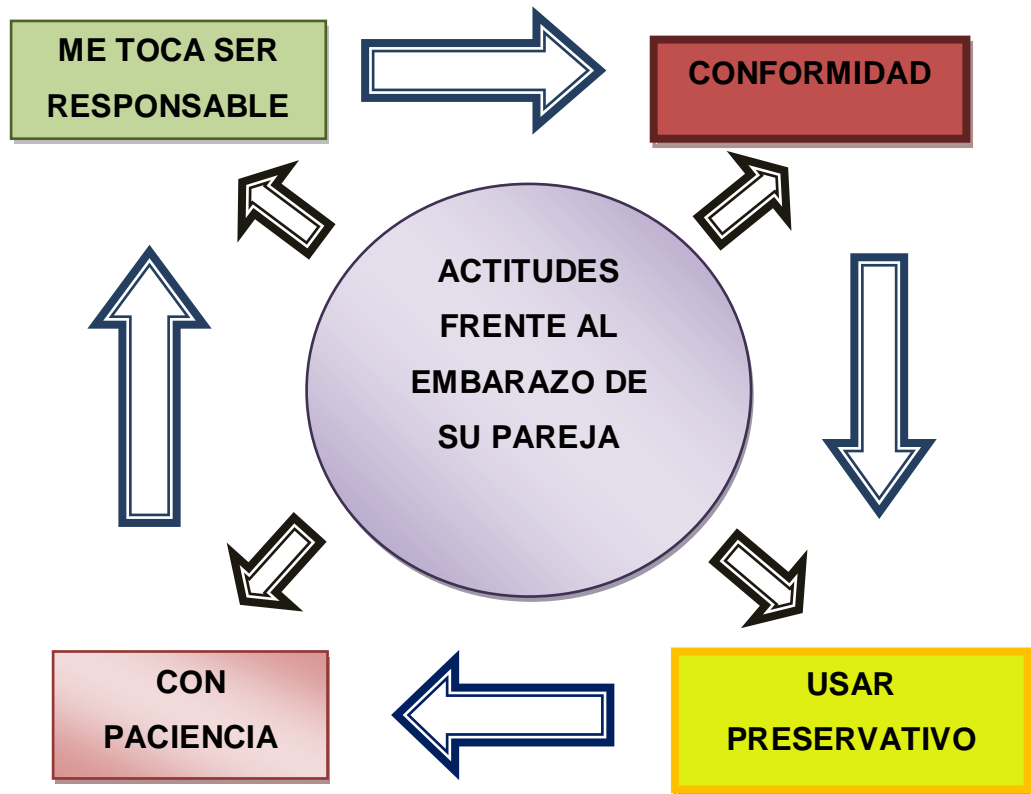 ME TOCA SER
RESPONSABLE
CONFORMIDAD
ACTITUDES
FRENTE AL
EMBARAZO DE
SU PAREJA
CON
PACIENCIA
USAR
PRESERVATIVO